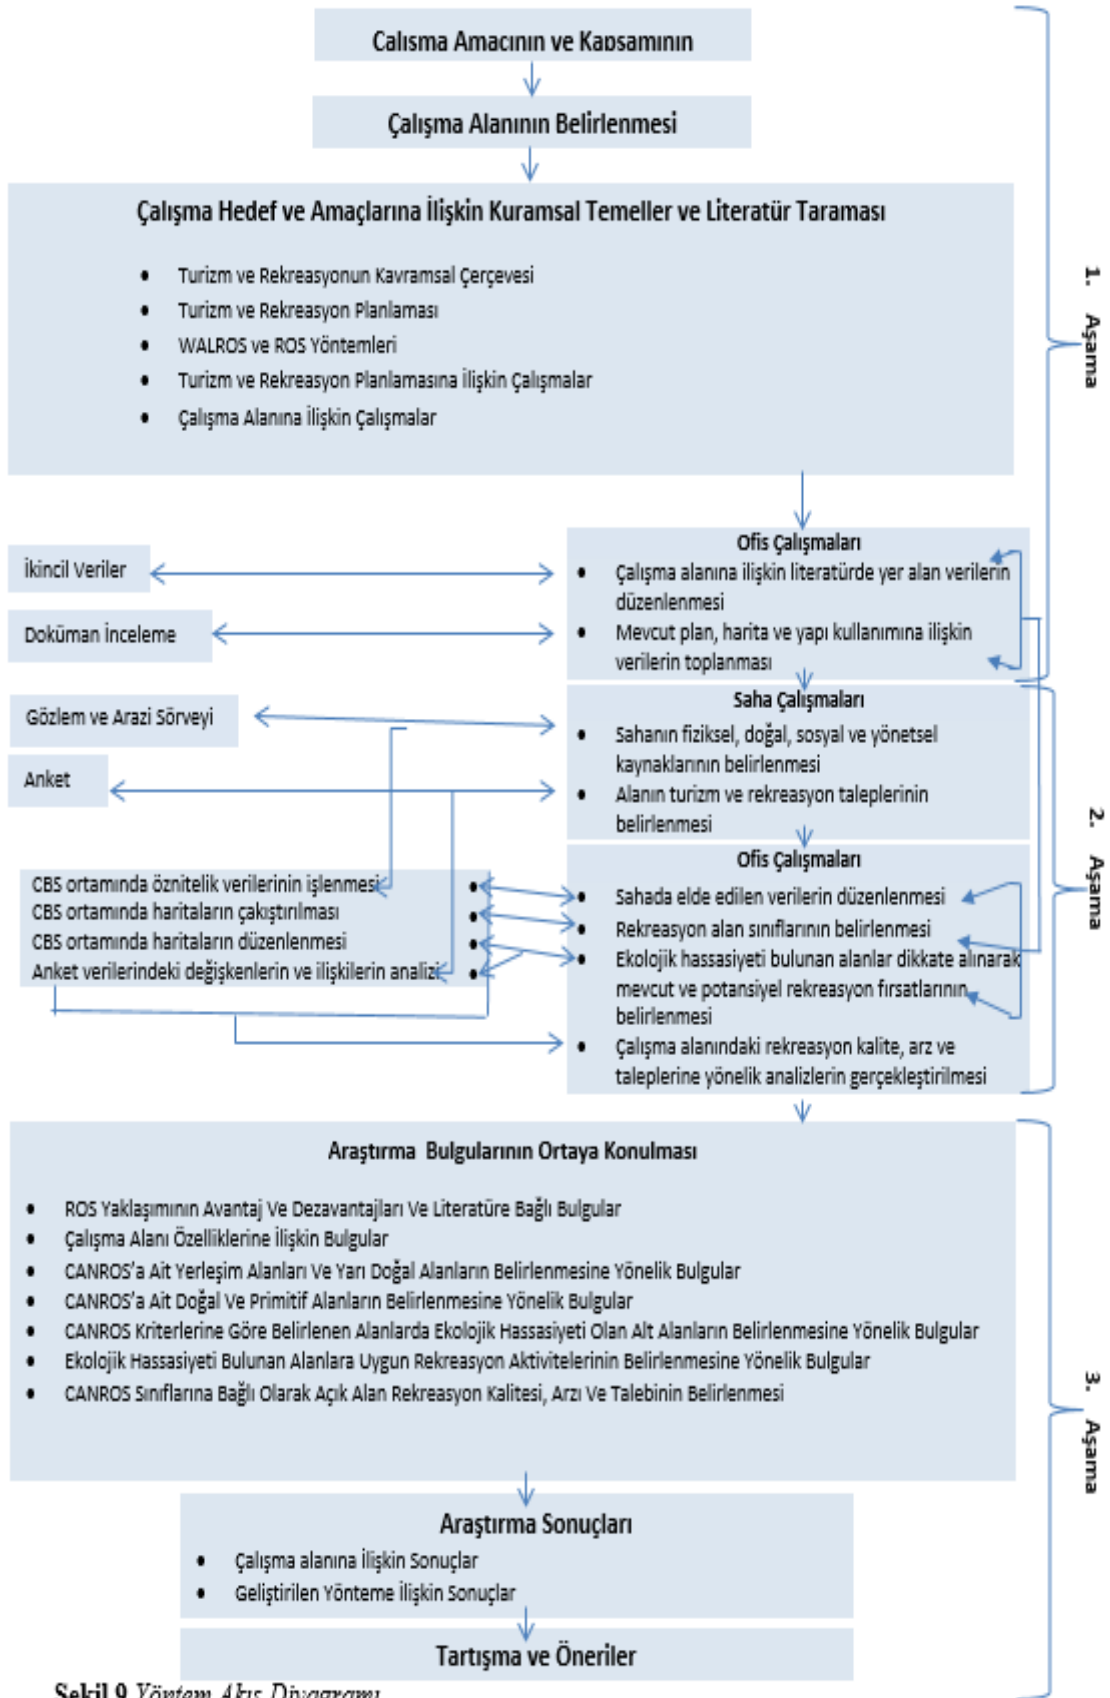 Çalışma Amacının ve Kapsamının
Çalışma Alanının Belirlenmesi
Çalışma Hedef ve Amaçlarına İlişkin Kuramsal Temeller ve Literatür Taraması
• Turizm ve Rekreasyonun Kavramsal Çerçevesi
• Turizm ve Rekreasyon Planlaması
• WALROS ve ROS Yöntemleri
• Turizm ve Rekreasyon Planlamasına İlişkin Çalışmalar
• Çalışma Alanına İlişkin Çalışmalar
1. Aşama
İkincil Veriler
Doküman İnceleme
Ofis Çalışmaları
• Çalışma alanına ilişkin literatürde yer alan verilerin
düzenlenmesi
• Mevcut plan, harita ve yapı kullanımına ilişkin
verilerin toplanması
Gözlem ve Arazi Sörveyi
Anket
Saha Çalışmaları
• Sahanın fiziksel, doğal, sosyal ve yönetsel
kaynaklarının belirlenmesi
• Alanın turizm ve rekreasyon taleplerinin
belirlenmesi
2. Aşama
CBS ortamında öznitelik verilerinin işlenmesi •
CBS ortamında haritaların çakıştırılması •
CBS ortamında haritaların düzenlenmesi •
Anket verilerindeki değişkenlerin ve ilişkilerin analizi •
Ofis Çalışmaları
• Sahada elde edilen verilerin düzenlenmesi
• Rekreasyon alan sınıflarının belirlenmesi
• Ekolojik hassasiyeti bulunan alanlar dikkate alınarak
mevcut ve potansiyel rekreasyon fırsatlarının
belirlenmesi
• Çalışma alanındaki rekreasyon kalite, arz ve
taleplerine yönelik analizlerin gerçekleştirilmesi
Araştırma Bulgularının Ortaya Konulması
• ROS Yaklaşımının Avantaj Ve Dezavantajları Ve Literatüre Bağlı Bulgular
• Çalışma Alanı Özelliklerine İlişkin Bulgular
• CANROS’a Ait Yerleşim Alanları Ve Yarı Doğal Alanların Belirlenmesine Yönelik Bulgular
• CANROS’a Ait Doğal Ve Primitif Alanların Belirlenmesine Yönelik Bulgular
• CANROS Kriterlerine Göre Belirlenen Alanlarda Ekolojik Hassasiyeti Olan Alt Alanların Belirlenmesine Yönelik Bulgular
• Ekolojik Hassasiyeti Bulunan Alanlara Uygun Rekreasyon Aktivitelerinin Belirlenmesine Yönelik Bulgular
• CANROS Sınıflarına Bağlı Olarak Açık Alan Rekreasyon Kalitesi, Arzı Ve Talebinin Belirlenmesi
3. Aşama
Araştırma Sonuçları
• Çalışma alanına İlişkin Sonuçlar
• Geliştirilen Yönteme İlişkin Sonuçlar
Tartışma ve Öneriler
Şekil 9 Yöntem Akış Diyagramı